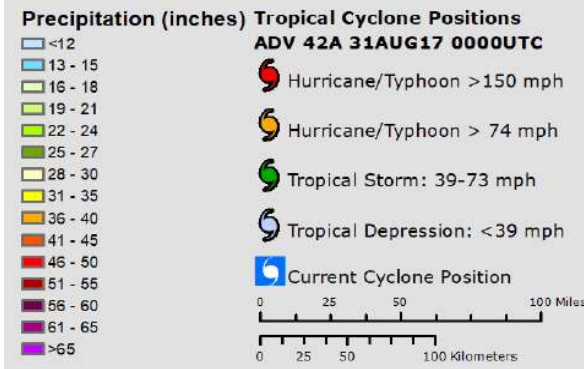 Precipitation (inches)
<12
13 - 15
16 - 18
19 - 21
22 - 24
25 - 27
28 - 30
31 - 35
36 - 40
41 - 45
46 - 50
51 - 55
56 - 60
61 - 65
>65
Tropical Cyclone Positions
ADV 42A 31AUG17 0000UTC
Hurricane/Typhoon >150 mph
Hurricane/Typhoon > 74 mph
Tropical Storm: 39-73 mph
Tropical Depression: <39 mph
Current Cyclone Position
0 25 50 100 Miles
0 25 50 100 Kilometers